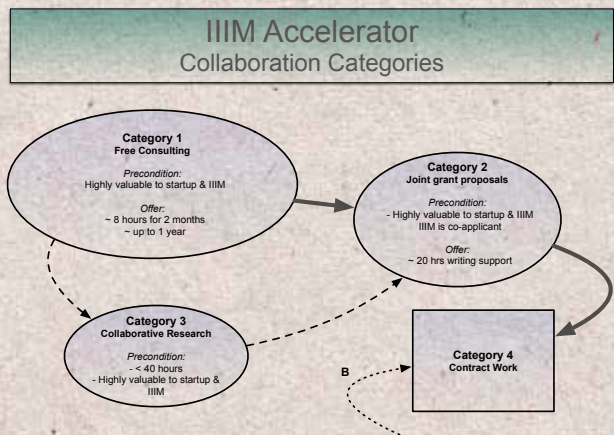 IIIM Accelerator
Collaboration Categories
Category 1
Free Consulting
Precondition:
Highly valuable to startup & IIIM
Offer:
~ 8 hours for 2 months
~ up to 1 year
Category 2
Joint grant proposals
Precondition:
- Highly valuable to startup & IIIM
IIIM is co-applicant
Offer:
~ 20 hrs writing support
Category 3
Collaborative Research
Precondition:
- < 40 hours
- Highly valuable to startup &
IIIM
Category 4
Contract Work
B